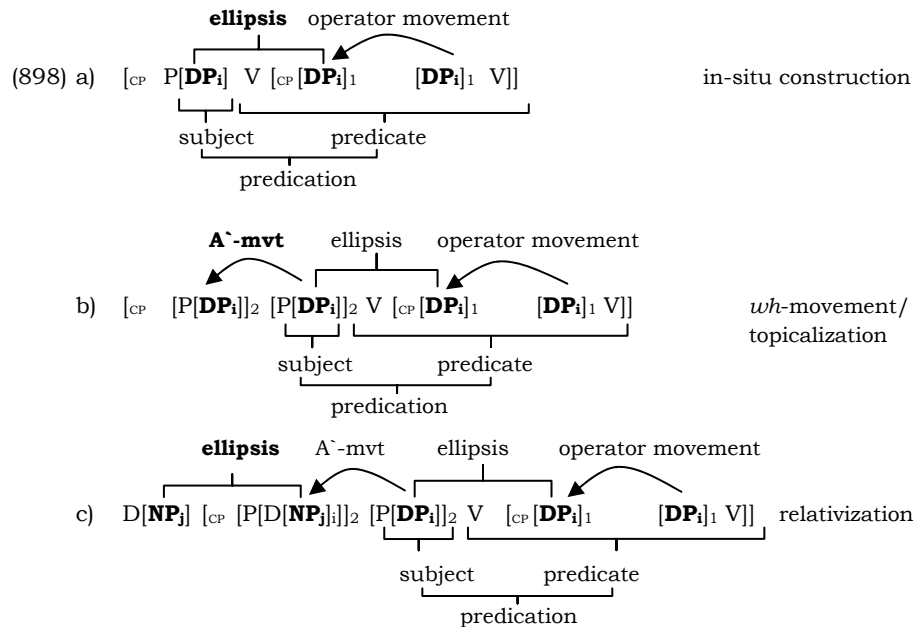 ellipsis operator movement
(898) a) [CP P[DPi] V [CP [DPi]1 [DPi]1 V]] in-situ construction
subject predicate
predication
A`-mvt ellipsis operator movement
b) [CP [P[DPi]]2 [P[DPi]]2 V [CP [DPi]1 [DPi]1 V]] wh-movement/
topicalization
subject predicate
predication
ellipsis A`-mvt ellipsis operator movement
c) D[NPj] [CP [P[D[NPj]i]]2 [P[DPi]]2 V [CP [DPi]1 [DPi]1 V]] relativization
subject predicate
predication